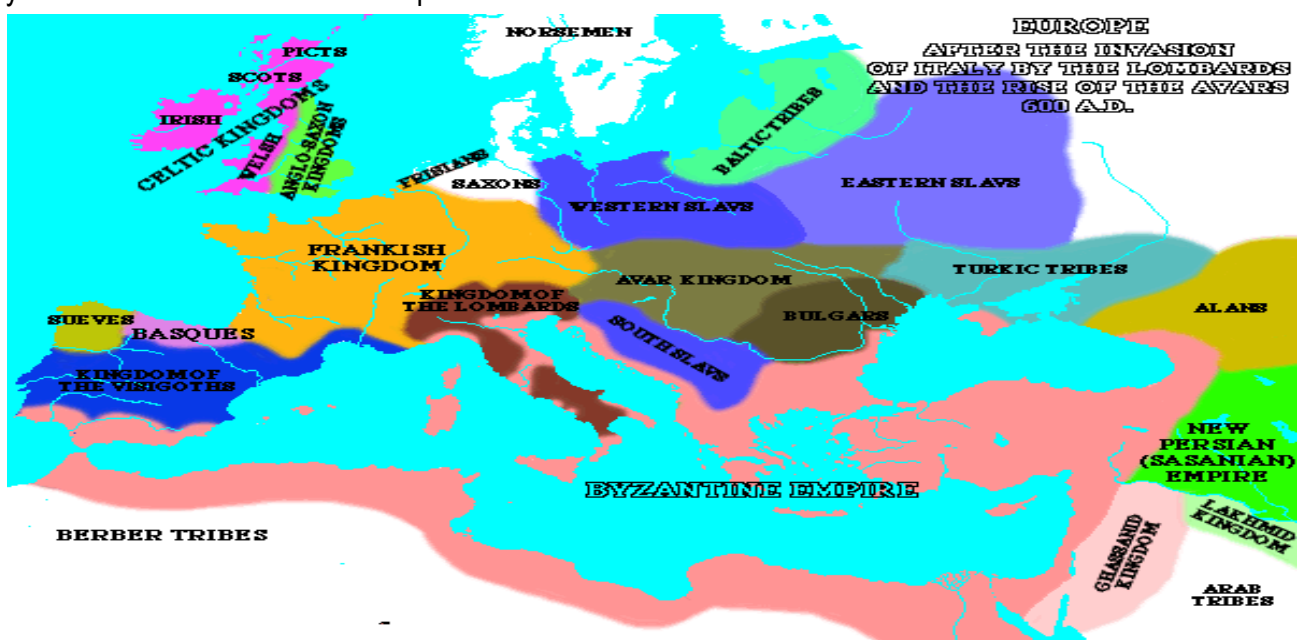 EUROPE
AFTER THE INVASION
OF ITALY BY THE LOMBARDS
AND THE RISE OF THE AVARS
600 A.D.
NORSEMEN
PICTS
SCOTS
IRISH
CELTIC KINGDOMS
WELSH
ANGLO-SAXON
KINGDOMS
FRISIANS
SAXONS
BALTIC TRIBES
WESTERN SLAVS
EASTERN SLAVS
FRANKISH
KINGDOM
AVAR KINGDOM
TURKIC TRIBES
KINGDOM OF
THE LOMBARDS
BULGARS
ALANS
SUEVES
BASQUES
SOUTH SLAVS
KINGDOM OF
THE VISIGOTHS
NEW
PERSIAN
(SASANIAN)
EMPIRE
BYZANTINE EMPIRE
LAKHMID
KINGDOM
GHASSANID
KINGDOM
BERBER TRIBES
ARAB
TRIBES